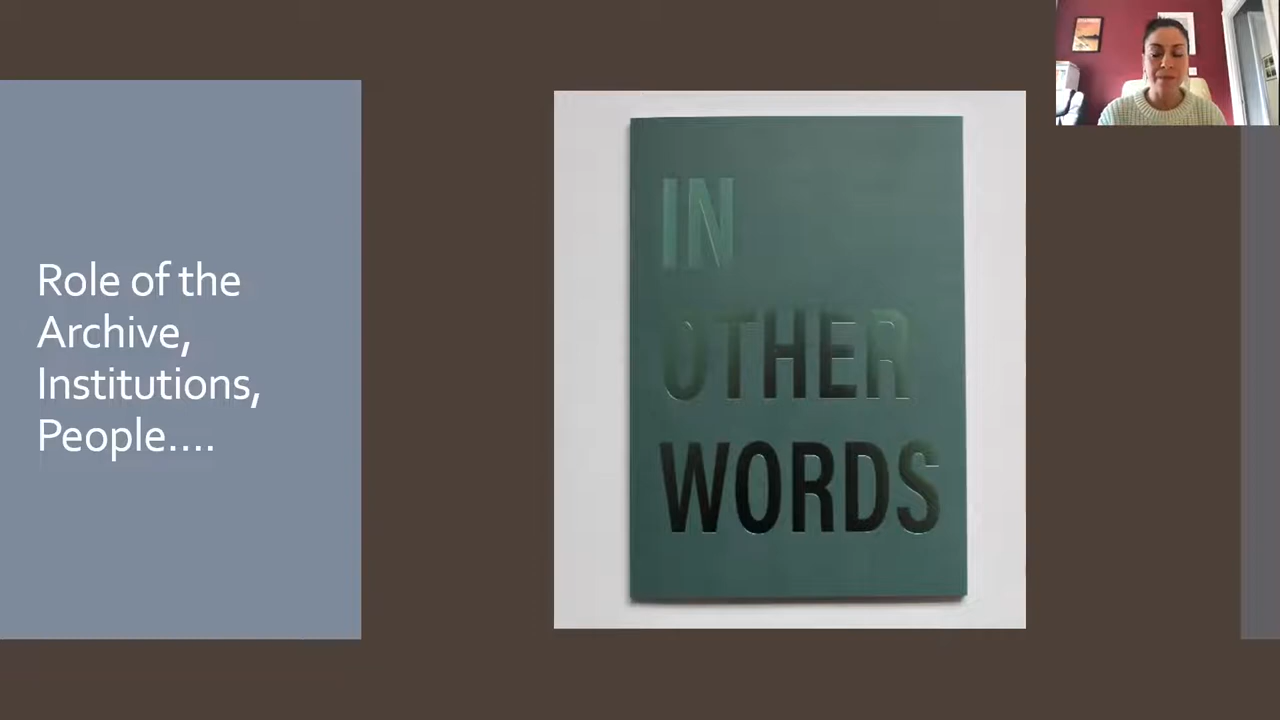 Role of the
Archive,
Institutions,
People....
IN
OTHER
WORDS